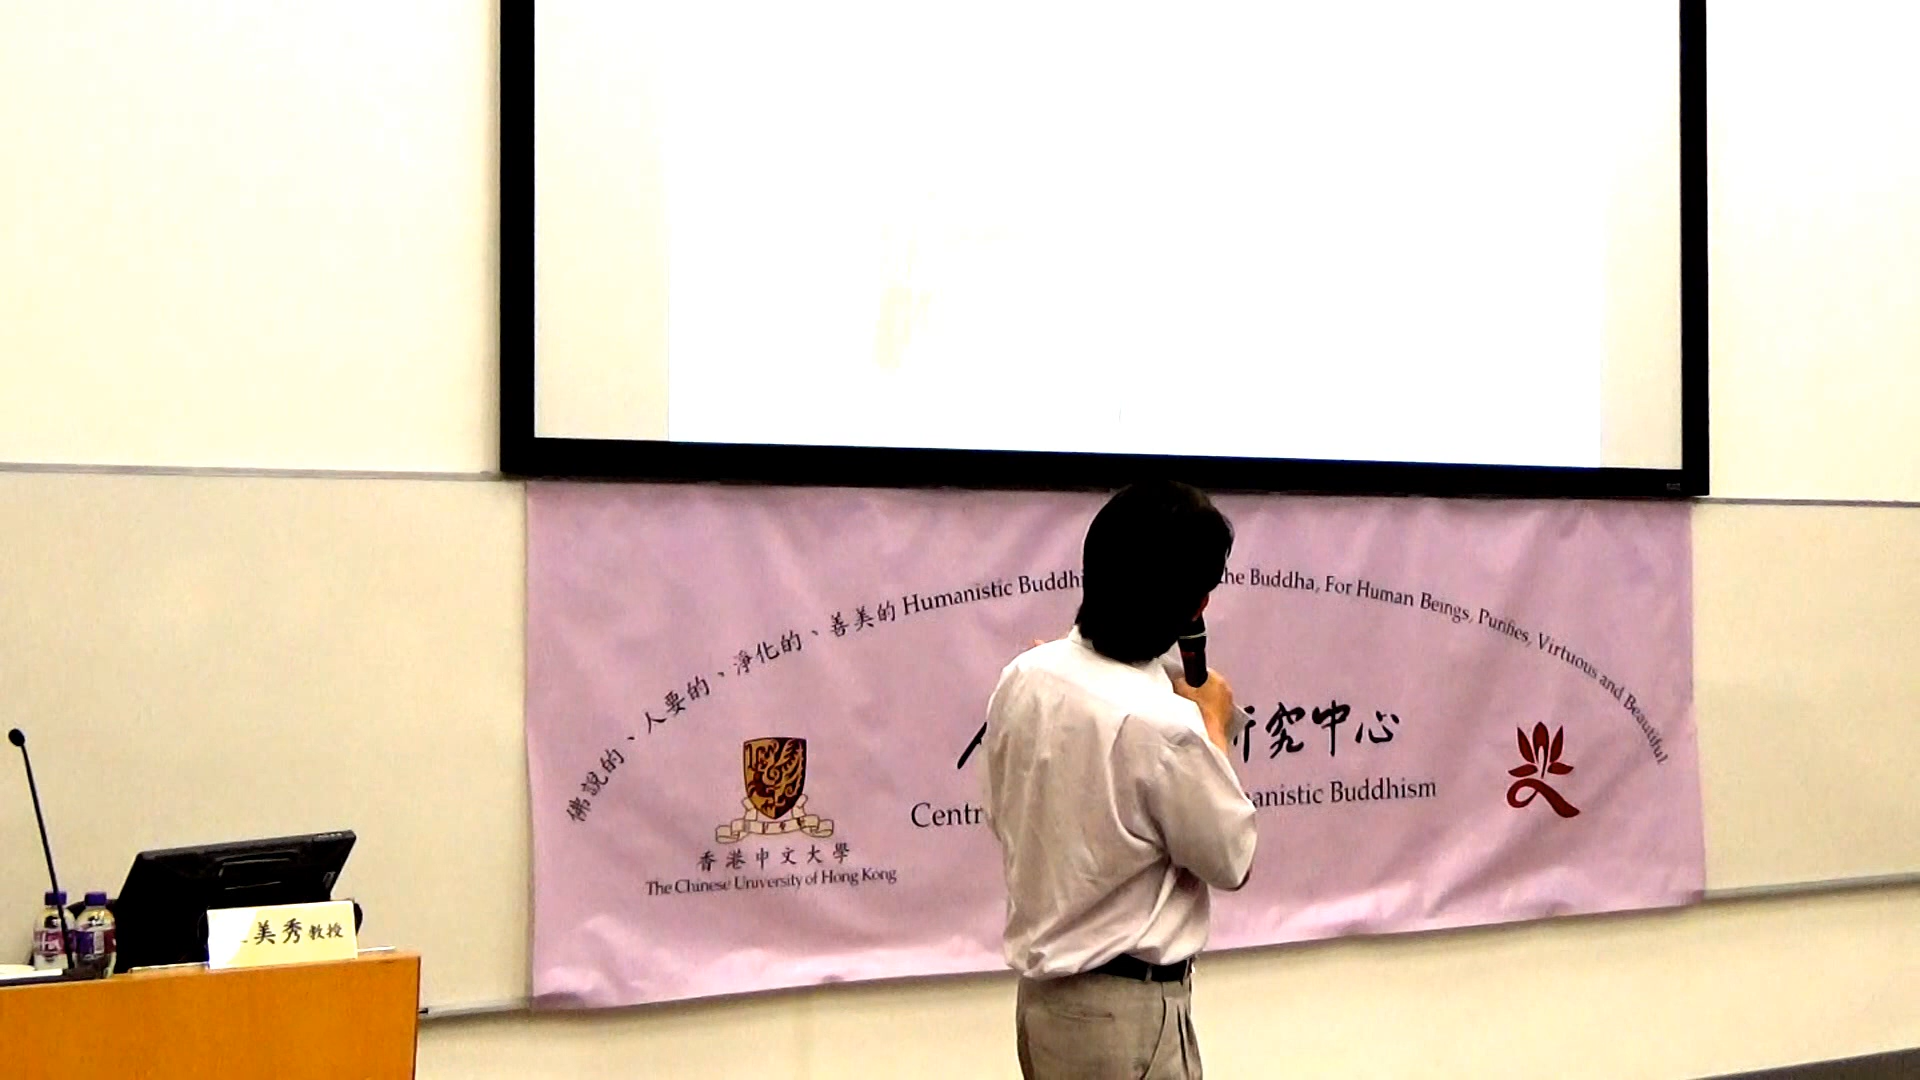 佛說的、人要的、淨化的、善美的 Humanistic Buddhi he Buddha, For Human Beings, Purifies, Virtuous and Beautiful.
究中心
Centr anistic Buddhism
香港中文大學
The Chinese University of Hong Kong
美秀教授